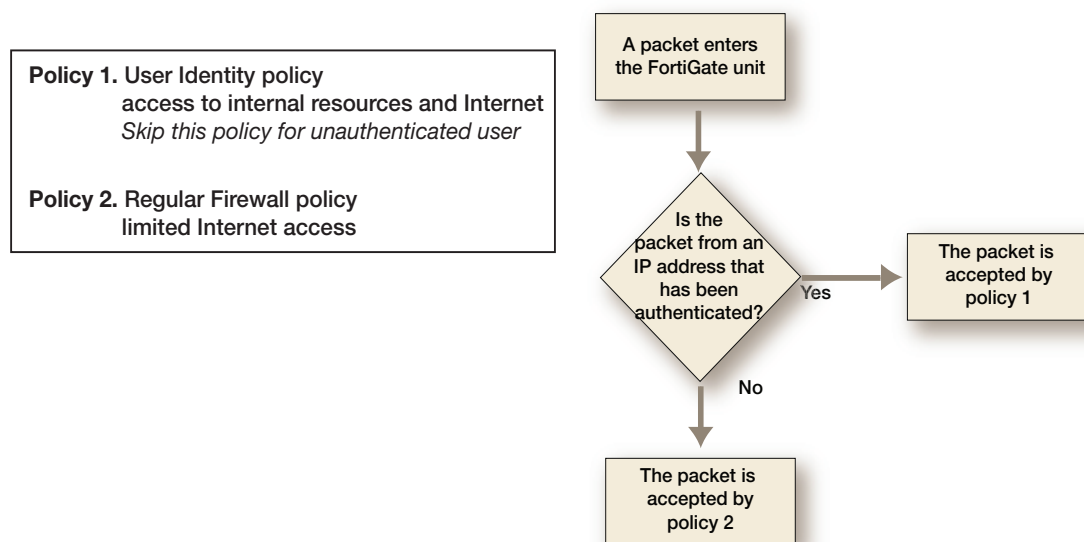 Policy 1. User Identity policy
access to internal resources and Internet
Skip this policy for unauthenticated user
Policy 2. Regular Firewall policy
limited Internet access
A packet enters
the FortiGate unit
Is the
packet from an
IP address that
has been
authenticated?
Yes
The packet is
accepted by
policy 1
No
The packet is
accepted by
policy 2